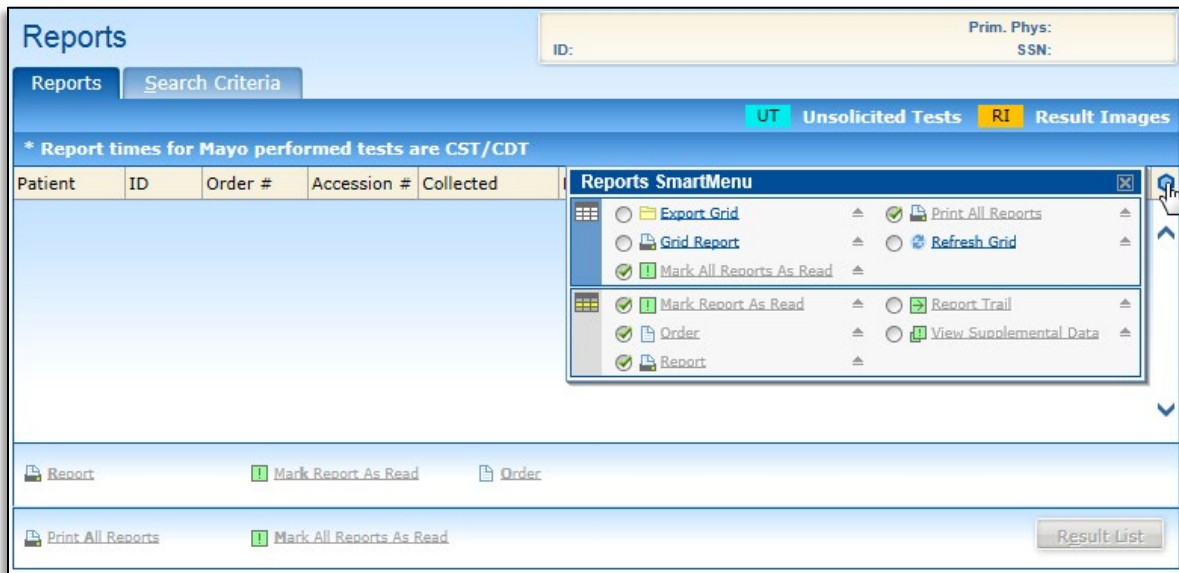 Reports
Prim. Phys:
ID: SSN:
Reports Search Criteria
UT Unsolicited Tests RI Result Images
* Report times for Mayo performed tests are CST/CDT
Patient ID Order # Accession # Collected
Reports SmartMenu
Export Grid Print All Reports
Grid Report Refresh Grid
Mark All Reports As Read
Mark Report As Read Report Trail
Order View Supplemental Data
Report
Report Mark Report As Read Order
Print All Reports Mark All Reports As Read Result List